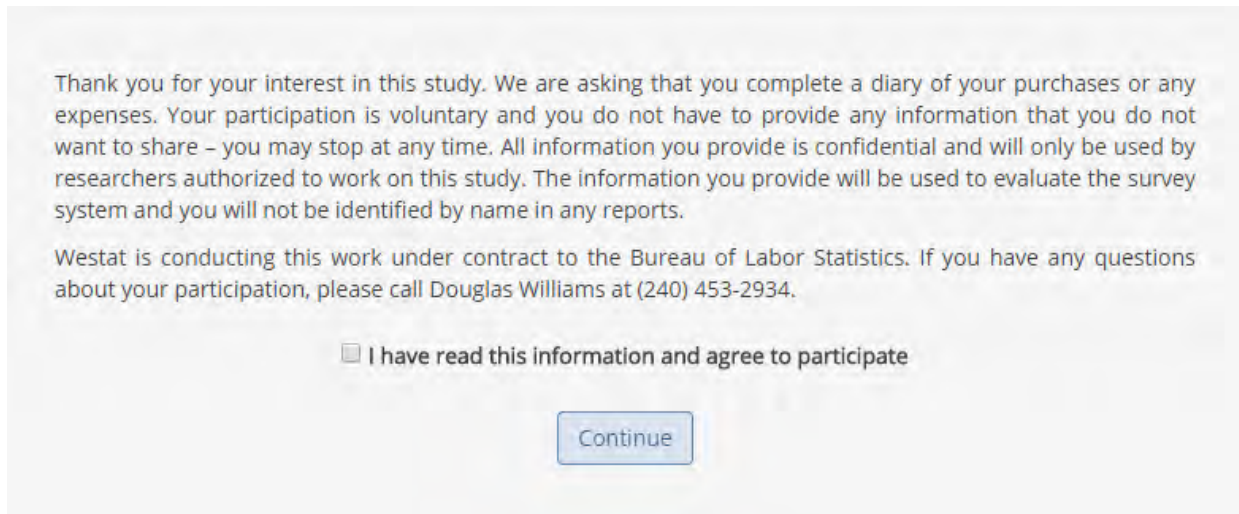 Thank you for your interest in this study. We are asking that you complete a diary of your purchases or any
expenses. Your participation is voluntary and you do not have to provide any information that you do not
want to share – you may stop at any time. All information you provide is confidential and will only be used by
researchers authorized to work on this study. The information you provide will be used to evaluate the survey
system and you will not be identified by name in any reports.
Westat is conducting this work under contract to the Bureau of Labor Statistics. If you have any questions
about your participation, please call Douglas Williams at (240) 453-2934.
I have read this information and agree to participate
Continue